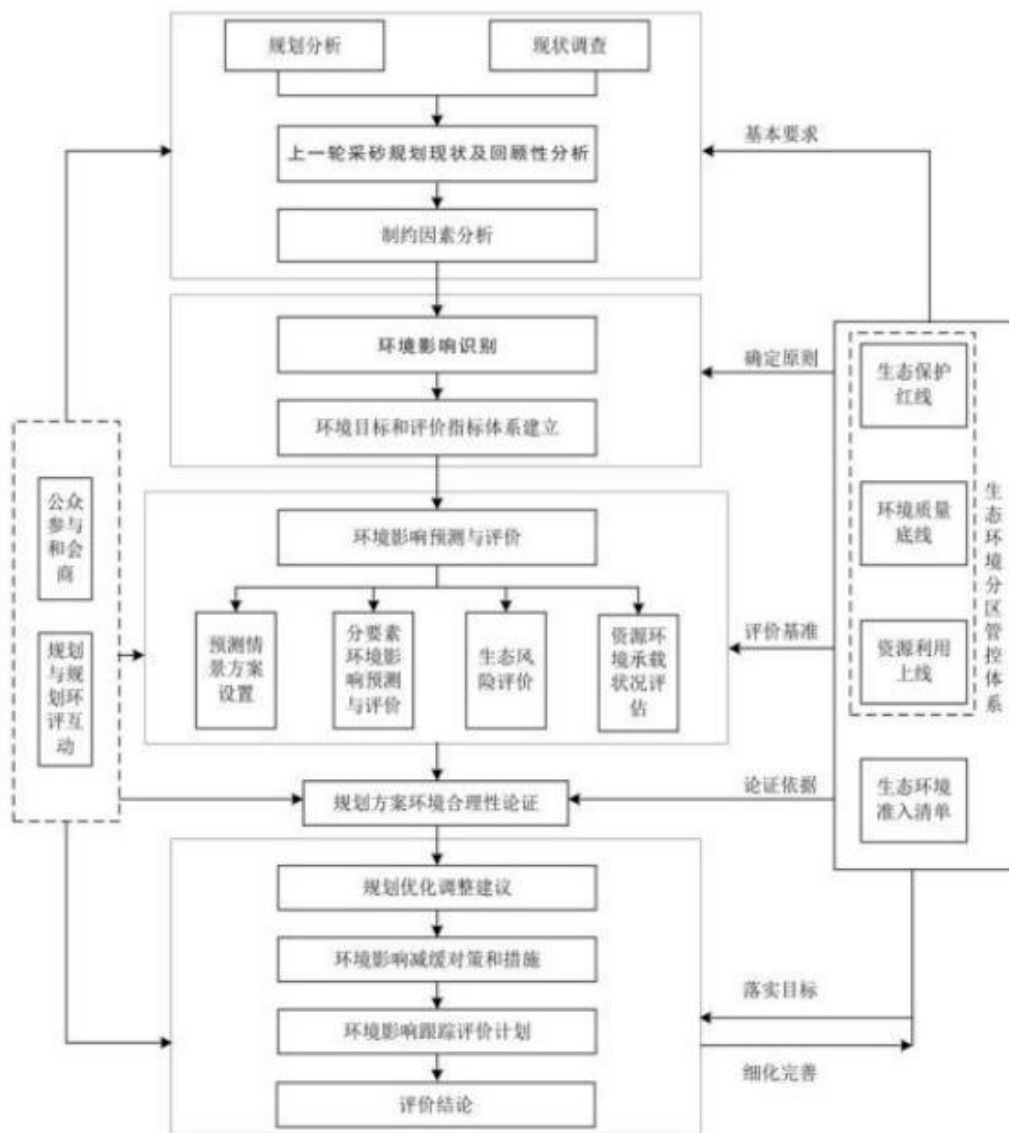 规划分析
现状调查
上一轮采砂规划现状及回顾性分析
制约因素分析
基本要求
环境影响识别
环境目标和评价指标体系建立
确定原则
公众
参与
和会
商
规划
与规
划环
评互
动
环境影响预测与评价
预测情
景方案
设置
分要素
环境影
响预测
与评价
生态风
险评价
资源环
境承载
状况评
估
评价基准
生态保护
红线
环境质量
底线
资源利用
上线
生态环境分区管控体系
生态环境
准入清单
规划方案环境合理性论证
论证依据
规划优化调整建议
环境影响减缓对策和措施
环境影响跟踪评价计划
评价结论
落实目标
细化完善